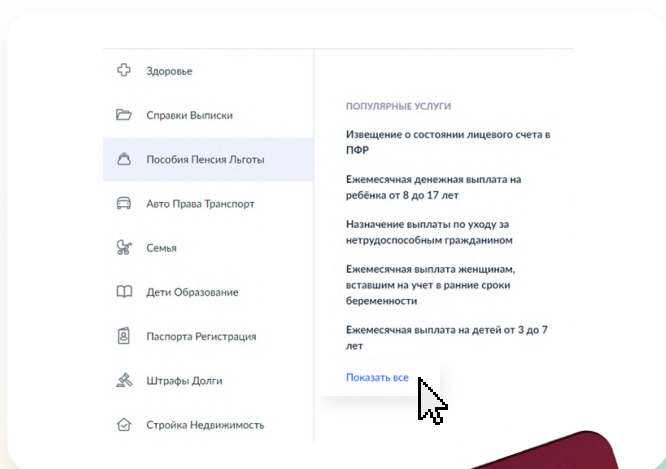 Здоровье
Справки Выписки
Пособия Пенсия Льготы
Авто Права Транспорт
Семья
Дети Образование
Паспорта Регистрация
Штрафы Долги
Стройка Недвижимость
ПОПУЛЯРНЫЕ УСЛУГИ
Извещение о состоянии лицевого счета в
ПФР
Ежемесячная денежная выплата на
ребёнка от 8 до 17 лет
Назначение выплаты по уходу за
нетрудоспособным гражданином
Ежемесячная выплата женщинам,
вставшим на учет в ранние сроки
беременности
Ежемесячная выплата на детей от 3 до 7
лет
Показать все